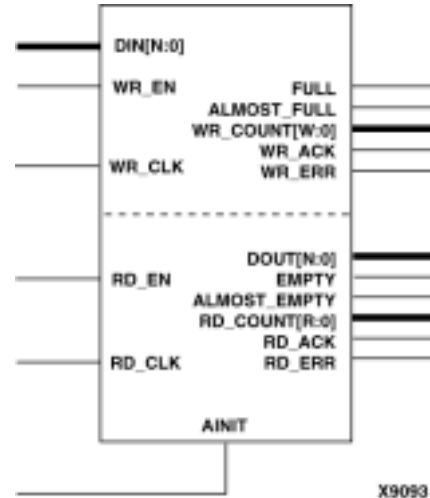 DIN[N:0]
WR_EN
FULL
ALMOST_FULL
WR_COUNT[W:0]
WR_ACK
WR_CLK
WR_ERR
DOUT[N:0]
RD_EN
EMPTY
ALMOST_EMPTY
RD_COUNT[R:0]
RD_ACK
RD_CLK
RD_ERR
AINIT
X9093